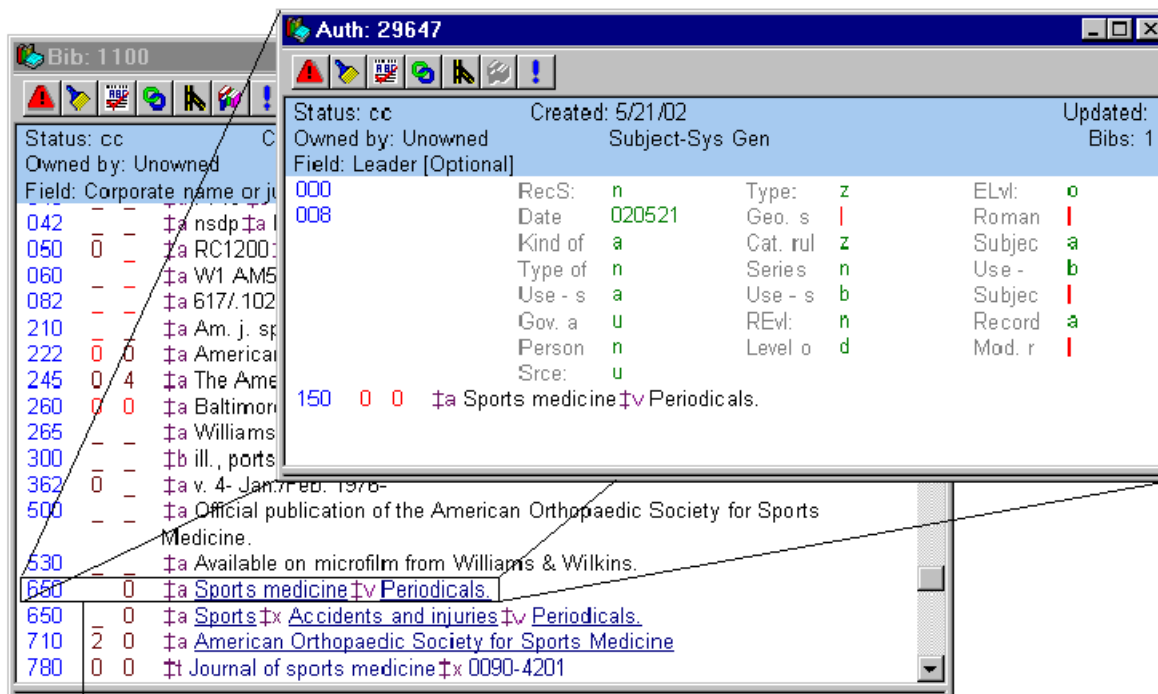 Auth: 29647
Status: cc Created: 5/21/02 Updated:
Owned by: Unowned Subject-Sys Gen Bibs: 1
Field: Leader [Optional]
000 RecS: n Type: z ELvl: o
008 Date 020521 Geo. s | Roman |
Kind of a Cat. rul z Subjec a
Type of n Series n Use - b
Use - s a Use - s b Subjec |
Gov. a u REvl: n Record a
Person n Level o d Mod. r |
Srce: u
150 0 0 ‡a Sports medicine ‡v Periodicals.
Bib: 1100
Status: cc C
Owned by: Unowned
Field: Corporate name or ju
042 _ _ ‡a nsdp ‡a
050 0 _ ‡a RC1200
060 _ _ ‡a W1 AM5
082 _ _ ‡a 617/.102
210 _ _ ‡a Am. j. sp
222 0 0 ‡a American
245 0 4 ‡a The Ame
260 0 0 ‡a Baltimor
265 _ _ ‡a Williams
300 _ _ ‡b ill., ports
362 0 _ ‡a v. 4- Jan./Feb. 1976-
500 _ _ ‡a Official publication of the American Orthopaedic Society for Sports
Medicine.
530 _ _ ‡a Available on microfilm from Williams & Wilkins.
650 0 ‡a Sports medicine ‡v Periodicals.
650 _ 0 ‡a Sports ‡x Accidents and injuries ‡v Periodicals.
710 2 0 ‡a American Orthopaedic Society for Sports Medicine
780 0 0 ‡t Journal of sports medicine ‡x 0090-4201